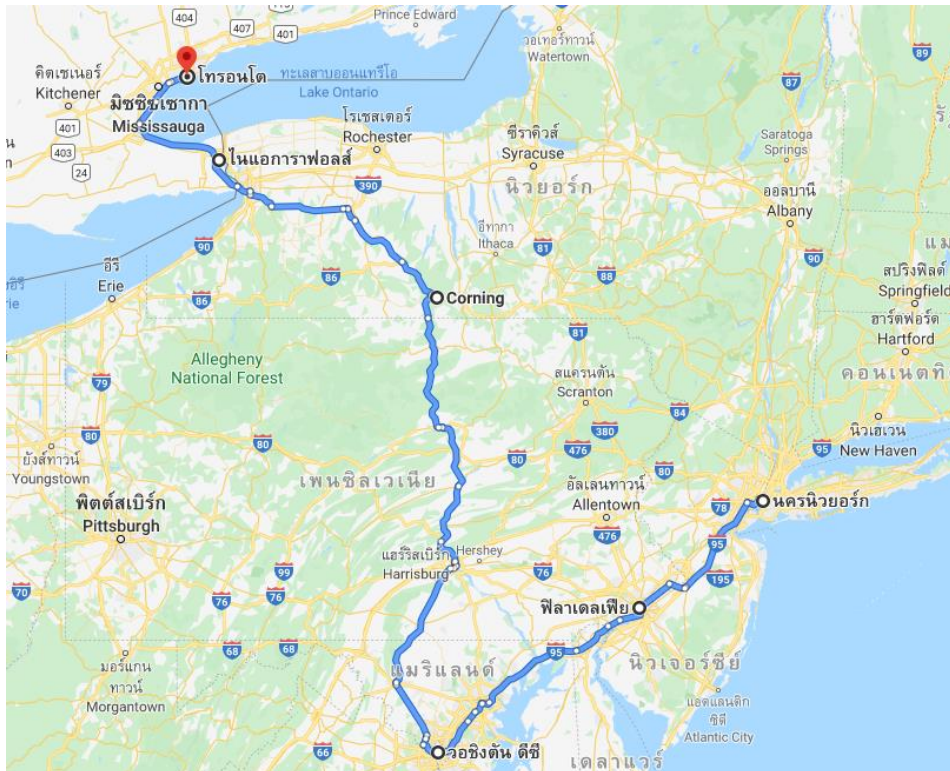 404
407
401
Prince Edward
วอเทอร์ทาวน์
Watertown
89
87
โทรอนโต
คิตเชเนอร์
Kitchener
ทะเลสาบออนแทรีโอ
Lake Ontario
มิซซิซเซากา
Mississauga
401
403
24
โรเชสเตอร์
Rochester
ซีราคิวส์
Syracuse
Saratoga
Springs
ไนแอการาฟอลส์
390
นิวยอร์ก
ออลบานี
Albany
90
อีทากา
Ithaca
81
88
90
แม
อีรี
Erie
86
86
Corning
สปริงฟิลด์
Springfield
ฮาร์ตฟอร์ด
Hartford
81
Allegheny
National Forest
สแครนตัน
Scranton
คอนเนตทิ
79
84
380
476
80
80
80
80
95
นิวเฮเวน
New Haven
ยังส์ทาวน์
Youngstown
เพนซิลเวเนีย
อัลเลนทาวน์
Allentown
78
นครนิวยอร์ก
พิตต์สเบิร์ก
Pittsburgh
476
95
แฮร์ริสเบิร์ก
Harrisburg
Hershey
99
76
195
70
76
76
ฟิลาเดลเฟีย
68
68
95
แมริแลนด์
นิวเจอร์ซีย์
มอร์แกน
ทาวน์
Morgantown
แอตแลนติก
ซิตี
Atlantic City
66
วอชิงตัน ดีซี
เดลาแวร์